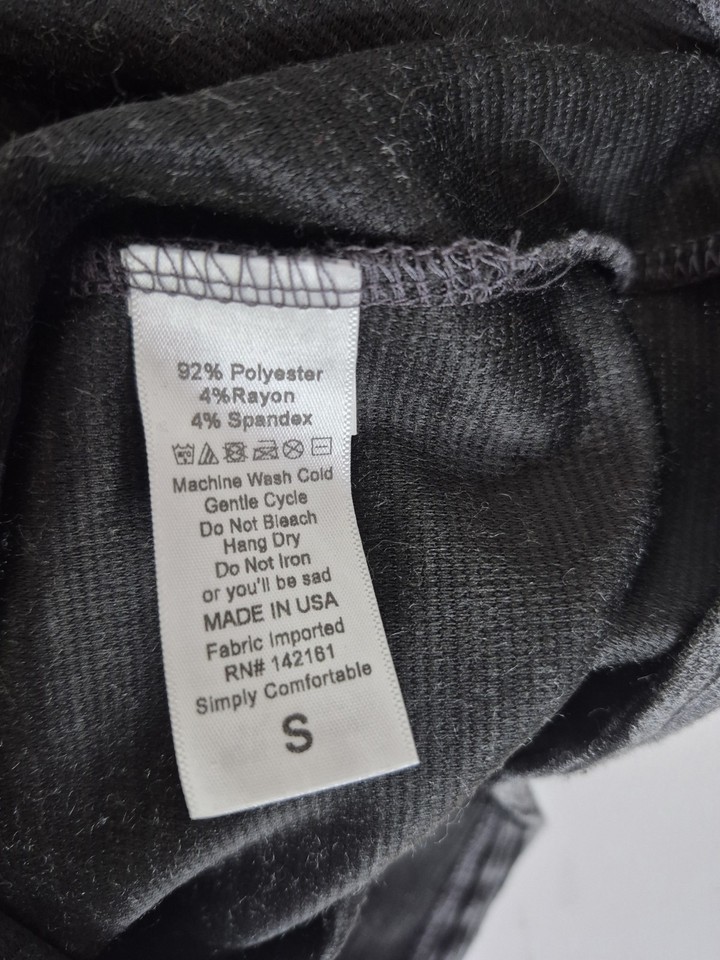 92% Polyester
4%Rayon
4% Spandex
Machine Wash Cold
Gentle Cycle
Do Not Bleach
Hang Dry
Do Not Iron
or you'll be sad
MADE IN USA
Fabric Imported
RN# 142161
Simply Comfortable
S